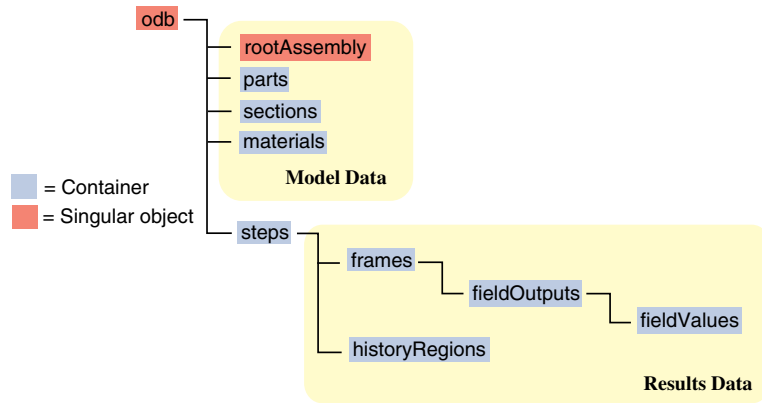 odb
rootAssembly
parts
sections
materials
Model Data
= Container
= Singular object
steps
frames
fieldOutputs
fieldValues
historyRegions
Results Data